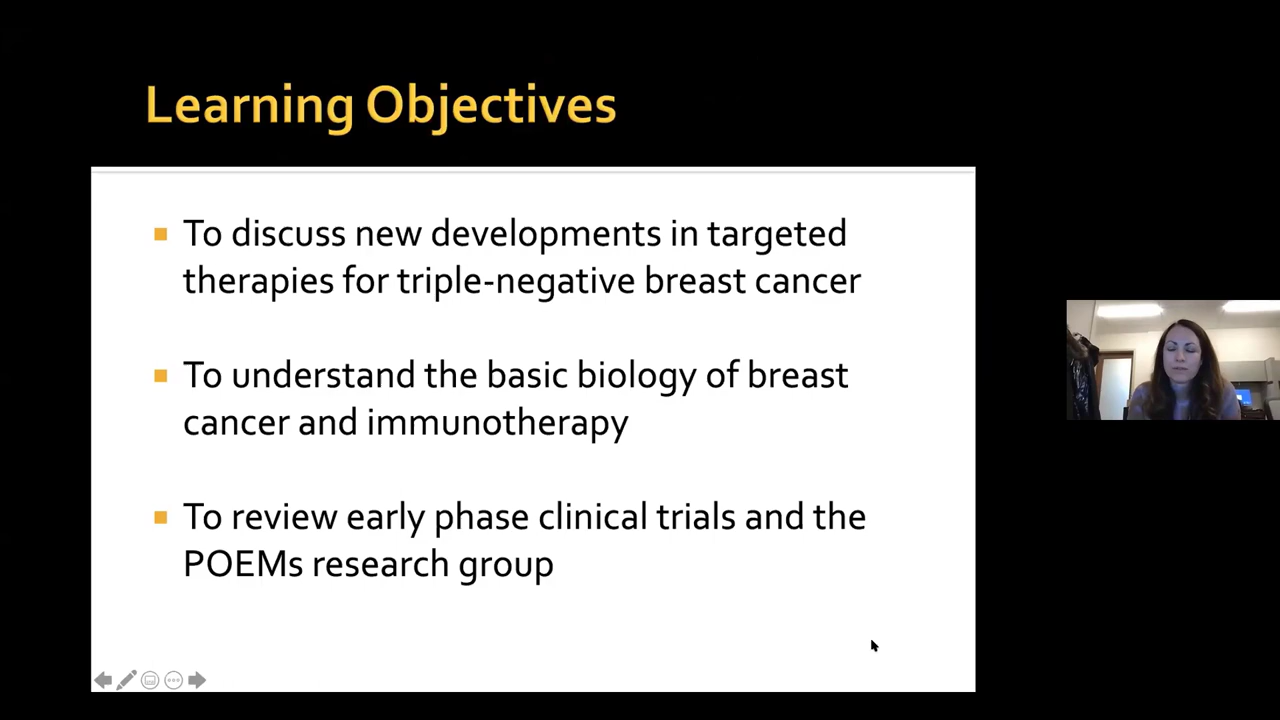 Learning Objectives
To discuss new developments in targeted
therapies for triple-negative breast cancer
To understand the basic biology of breast
cancer and immunotherapy
To review early phase clinical trials and the
POEMs research group